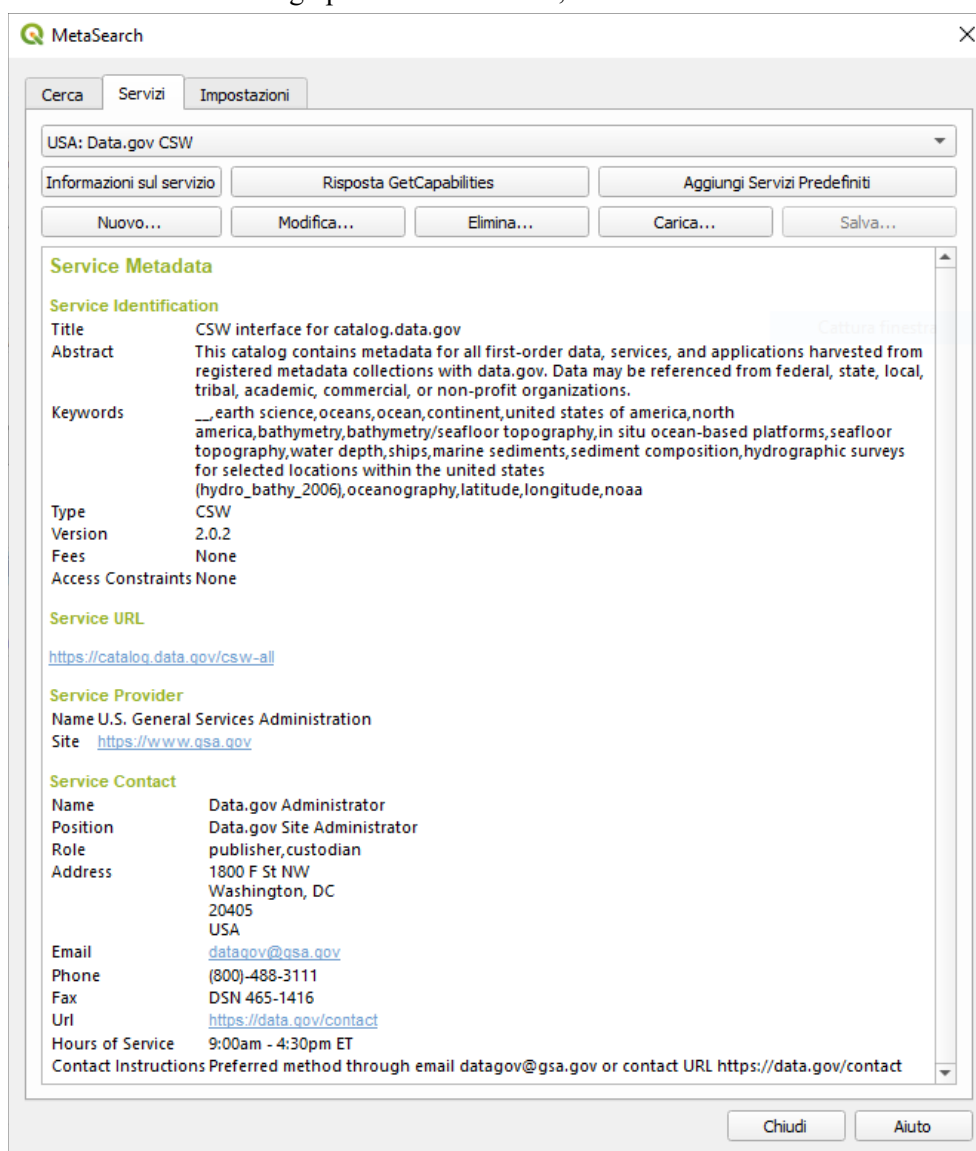 MetaSearch
Cerca Servizi Impostazioni
USA: Data.gov CSW
Informazioni sul servizio Risposta GetCapabilities Aggiungi Servizi Predefiniti
Nuovo... Modifica... Elimina... Carica... Salva...
Service Metadata
Service Identification
Cattura finestra
Title CSW interface for catalog.data.gov
Abstract This catalog contains metadata for all first-order data, services, and applications harvested from
registered metadata collections with data.gov. Data may be referenced from federal, state, local,
tribal, academic, commercial, or non-profit organizations.
Keywords __,earth science,oceans,ocean,continent,united states of america,north
america,bathymetry,bathymetry/seafloor topography,in situ ocean-based platforms,seafloor
topography,water depth,ships,marine sediments,sediment composition,hydrographic surveys
for selected locations within the united states
(hydro_bathy_2006),oceanography,latitude,longitude,noaa
Type CSW
Version 2.0.2
Fees None
Access Constraints None
Service URL
https://catalog.data.gov/csw-all
Service Provider
Name U.S. General Services Administration
Site https://www.gsa.gov
Service Contact
Name Data.gov Administrator
Position Data.gov Site Administrator
Role publisher,custodian
Address 1800 F St NW
Washington, DC
20405
USA
Email datagov@gsa.gov
Phone (800)-488-3111
Fax DSN 465-1416
Url https://data.gov/contact
Hours of Service 9:00am - 4:30pm ET
Contact Instructions Preferred method through email datagov@gsa.gov or contact URL https://data.gov/contact
Chiudi Aiuto